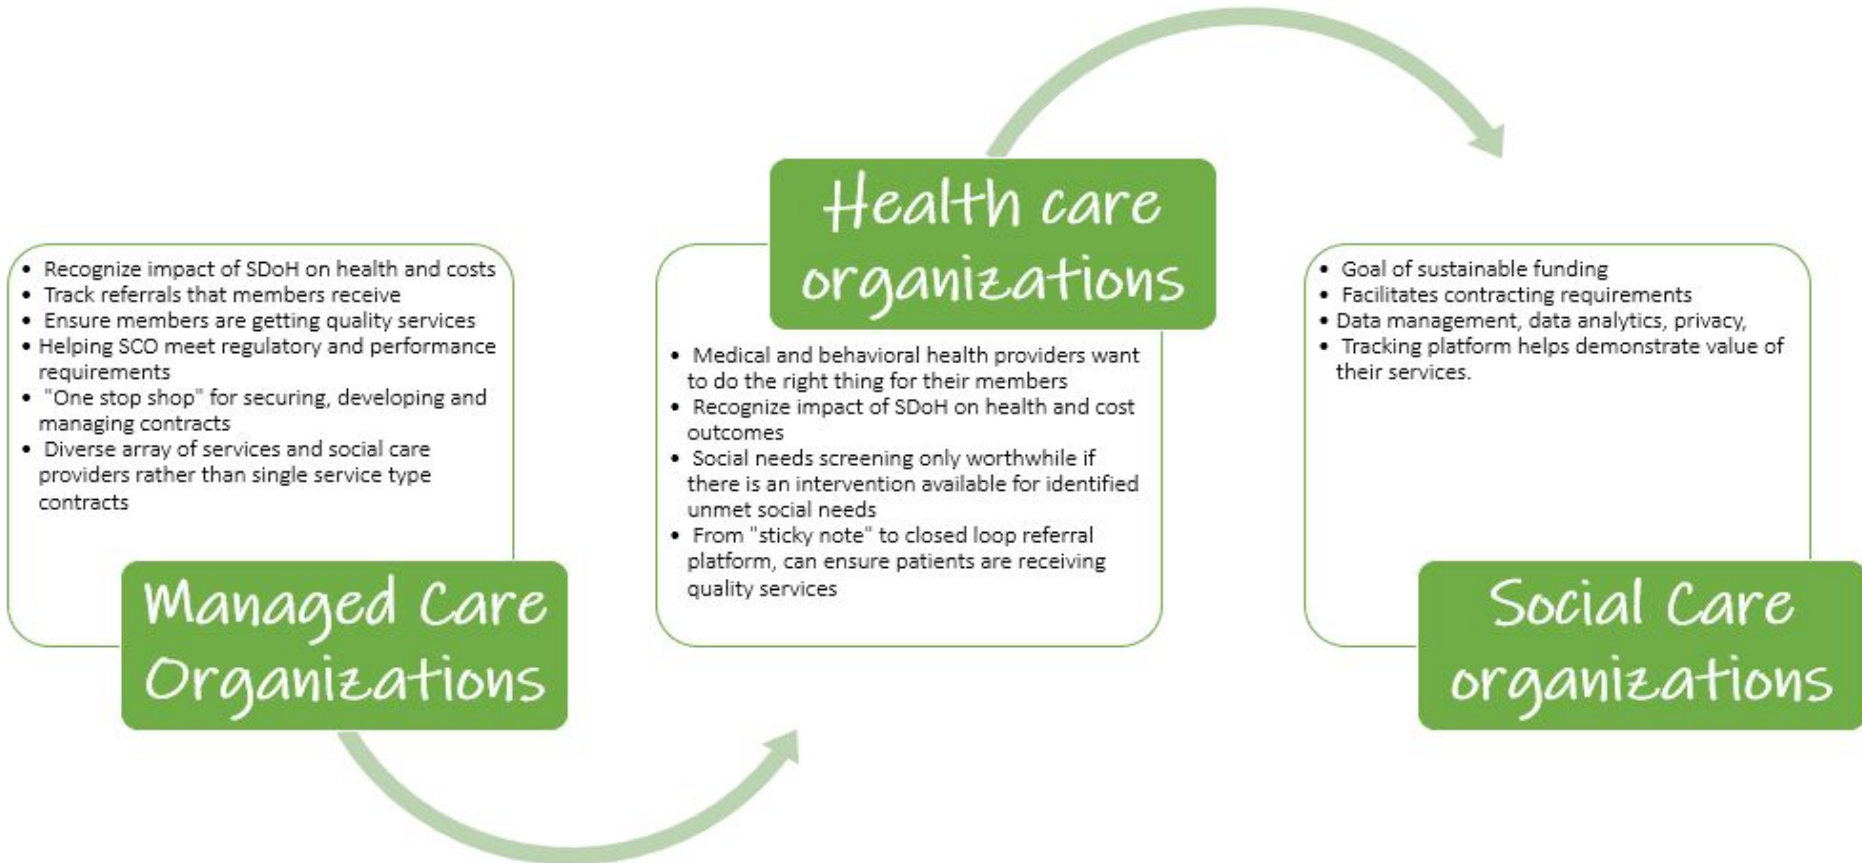 • Recognize impact of SDoH on health and costs
• Track referrals that members receive
• Ensure members are getting quality services
• Helping SCO meet regulatory and performance
requirements
• "One stop shop" for securing, developing and
managing contracts
• Diverse array of services and social care
providers rather than single service type
contracts
Managed Care
Organizations
Health care
organizations
• Medical and behavioral health providers want
to do the right thing for their members
• Recognize impact of SDoH on health and cost
outcomes
• Social needs screening only worthwhile if
there is an intervention available for identified
unmet social needs
• From "sticky note" to closed loop referral
platform, can ensure patients are receiving
quality services
• Goal of sustainable funding
• Facilitates contracting requirements
• Data management, data analytics, privacy,
• Tracking platform helps demonstrate value of
their services.
Social Care
organizations